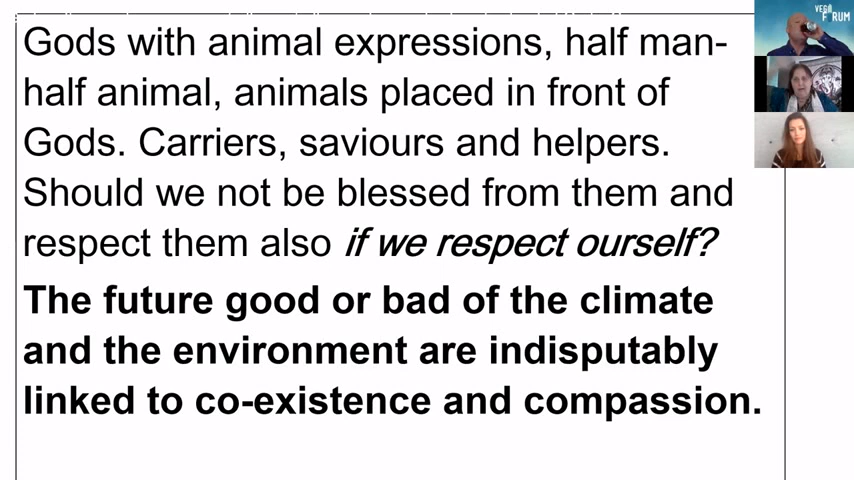 VEGO
FORUM
Gods with animal expressions, half man-
half animal, animals placed in front of
Gods. Carriers, saviours and helpers.
Should we not be blessed from them and
respect them also if we respect ourself?
The future good or bad of the climate
and the environment are indisputably
linked to co-existence and compassion.